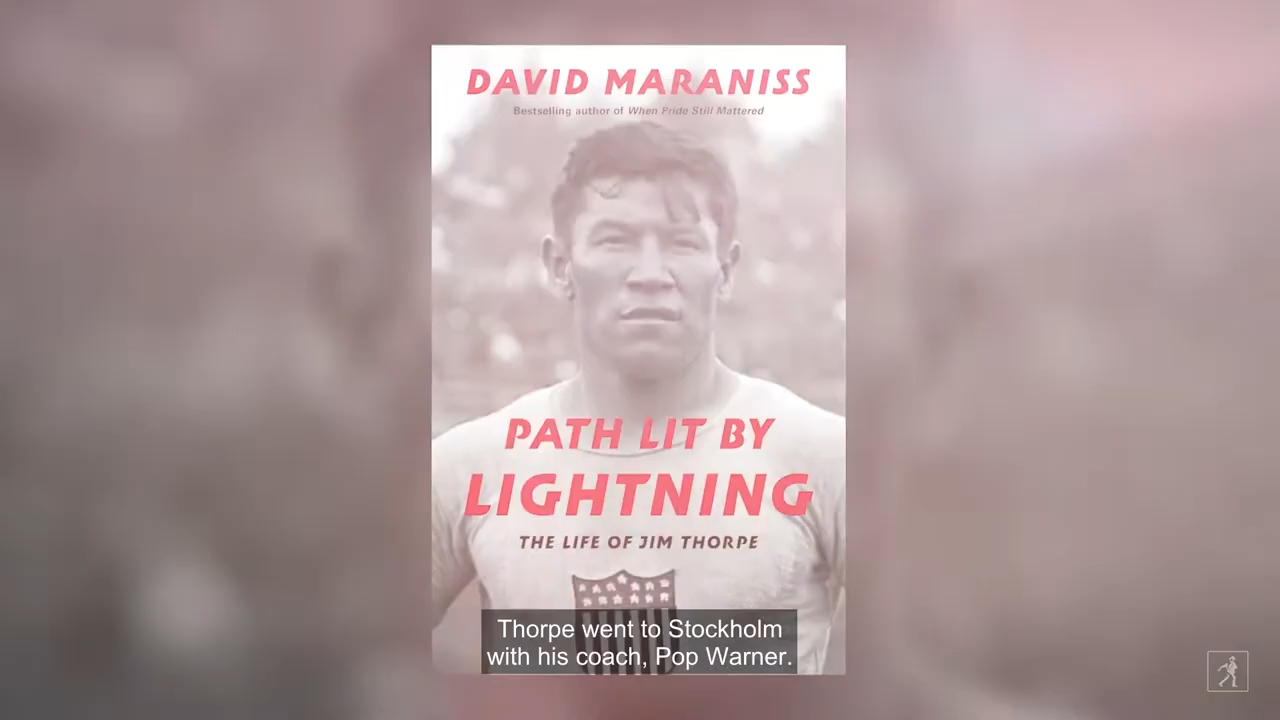 DAVID MARANISS
Bestselling author of When Pride Still Mattered
PATH LIT BY
LIGHTNING
THE LIFE OF JIM THORPE
Thorpe went to Stockholm
with his coach, Pop Warner.